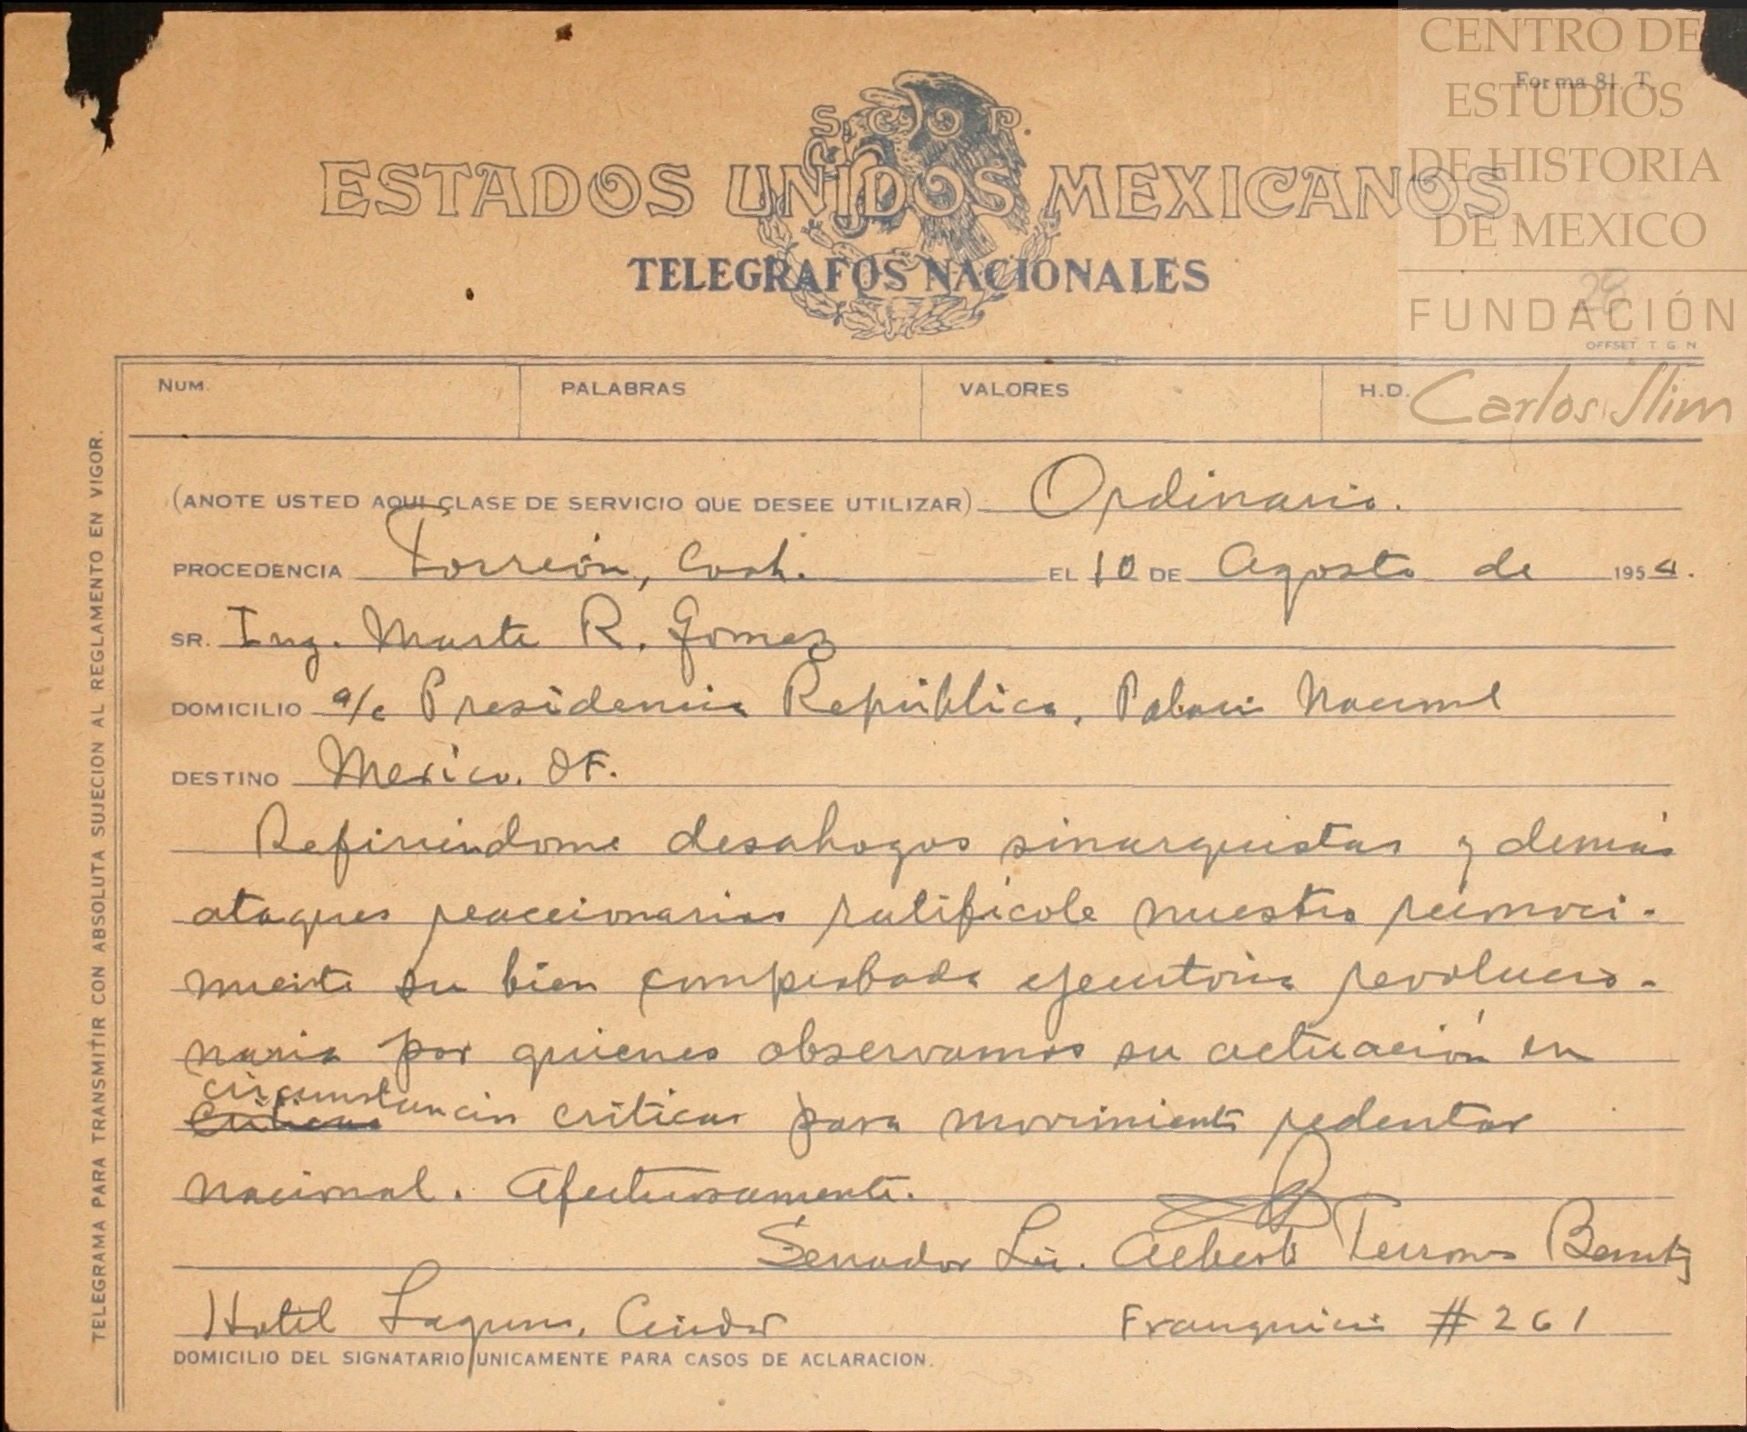 CENTRO DE
ESTUDIOS
DE HISTORIA
DE MEXICO
FUNDACIÓN
Carlos Slim
Forma 81. T.
S. C. O. P.
ESTADOS UNIDOS MEXICANOS
TELEGRAFOS NACIONALES
28
OFFSET T. G. N.
NUM. PALABRAS VALORES H.D.
(ANOTE USTED AQUI CLASE DE SERVICIO QUE DESEE UTILIZAR) Ordinario.
PROCEDENCIA Torreón, Coah. EL 10 DE Agosto de 1954.
SR. Ing. Marte R. Gomez
DOMICILIO a/c Presidencia República, Palacio Nacional
DESTINO Mexico. DF.
Refiriéndome desahogos sinarquistas y demás
ataques reaccionarios ratifícole nuestro reconoci-
miento su bien comprobada ejecutoria revolucio-
naria por quienes observamos su actuación en
circunstancias criticas para movimiento redentor
nacional. Afectuosamente.
Senador Lic. Alberto Terrones Benitez
Hotel Laguna, Ciudad Franquicia # 261
DOMICILIO DEL SIGNATARIO UNICAMENTE PARA CASOS DE ACLARACION.
TELEGRAMA PARA TRANSMITIR CON ABSOLUTA SUJECION AL REGLAMENTO EN VIGOR.